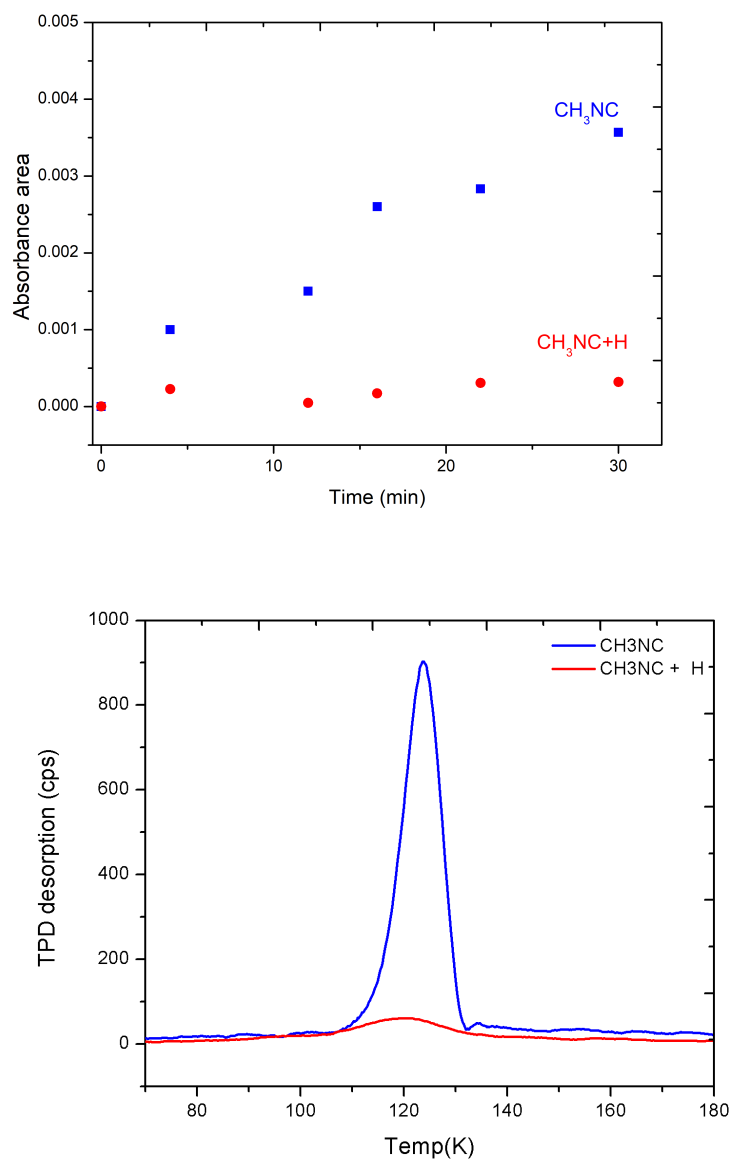 0.005
0.004
0.003
0.002
0.001
0.000
Absorbance area
CH3NC
CH3NC+H
0 10 20 30
Time (min)
1000
800
600
400
200
0
TPD desorption (cps)
CH3NC
CH3NC + H
80 100 120 140 160 180
Temp(K)